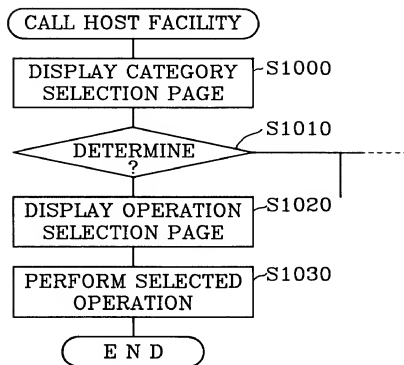 CALL HOST FACILITY
DISPLAY CATEGORY
SELECTION PAGE
S1000
DETERMINE
?
S1010
DISPLAY OPERATION
SELECTION PAGE
S1020
PERFORM SELECTED
OPERATION
S1030
END